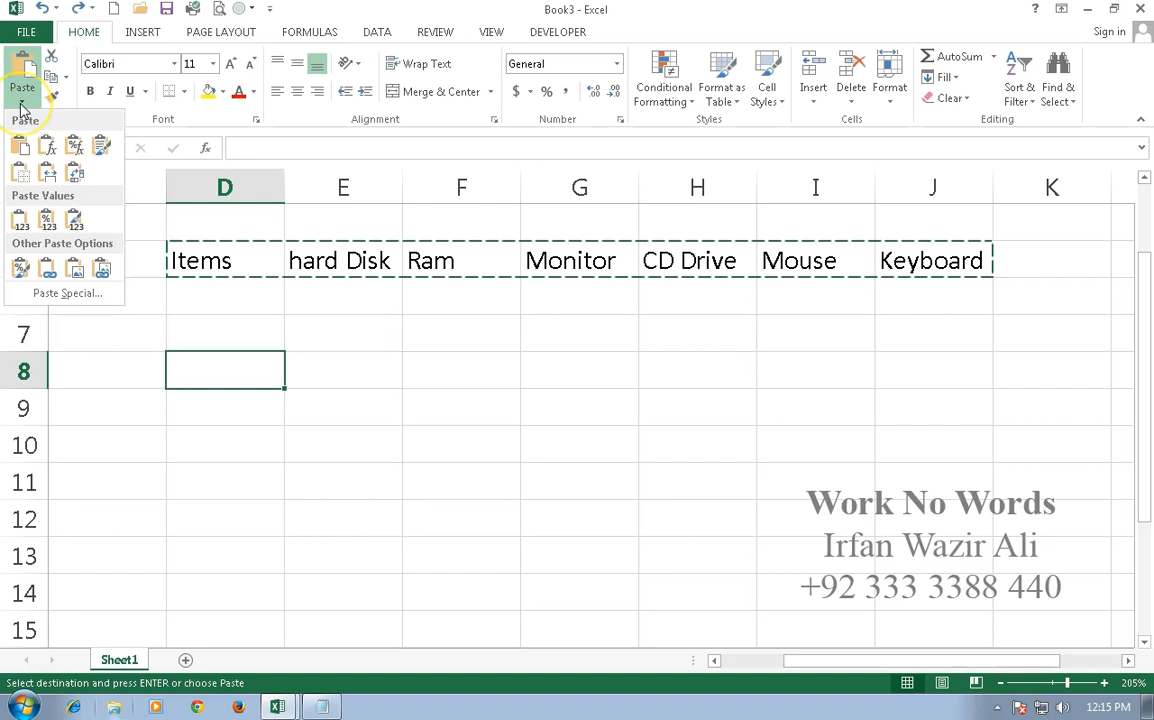 Book3 - Excel
Sign in
FILE HOME INSERT PAGE LAYOUT FORMULAS DATA REVIEW VIEW DEVELOPER
Paste
Calibri 11
B I U A
Font
Wrap Text
Merge & Center
Alignment
General
$ % ,
Number
Conditional Formatting
Format as Table
Cell Styles
Styles
Insert
Delete
Format
Cells
AutoSum
Fill
Clear
Sort & Filter
Find & Select
Editing
Paste
Paste Values
123 123 123
Other Paste Options
Paste Special...
fx
D E F G H I J K
Items hard Disk Ram Monitor CD Drive Mouse Keyboard
7
8
9
10
11
12
13
14
15
Work No Words
Irfan Wazir Ali
+92 333 3388 440
Sheet1
Select destination and press ENTER or choose Paste
205%
12:15 PM